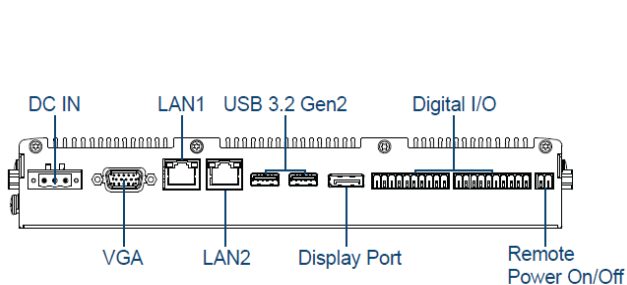 DC IN
LAN1
USB 3.2 Gen2
Digital I/O
VGA
LAN2
Display Port
Remote
Power On/Off